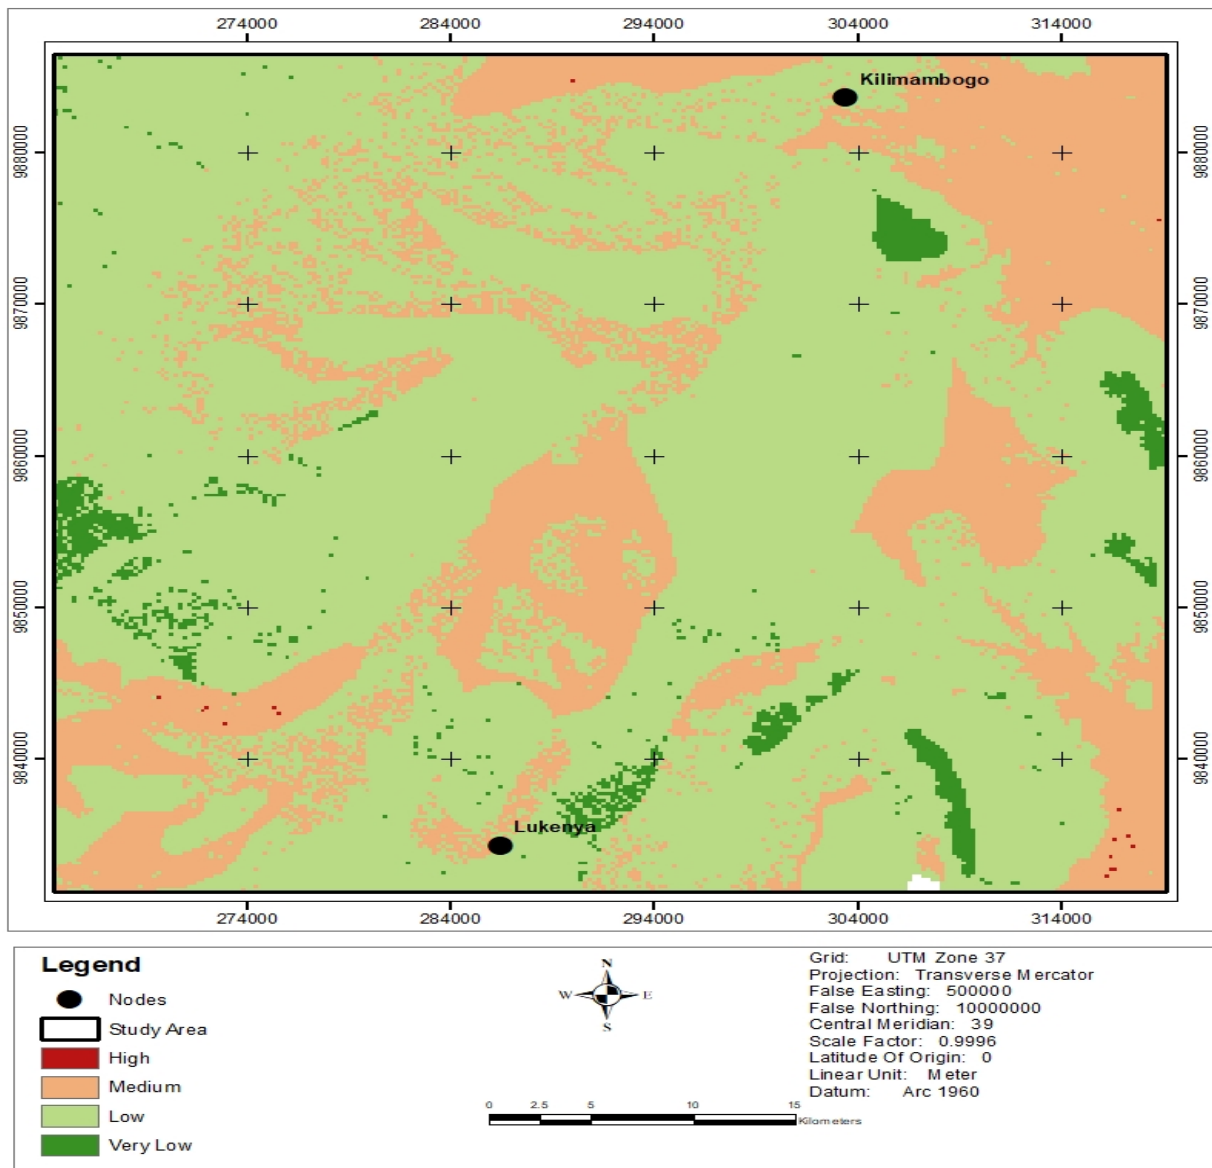 274000 284000 294000 304000 314000
Kilimambogo
9880000 9880000
9870000 9870000
9860000 9860000
9850000 9850000
9840000 9840000
Lukenya
274000 284000 294000 304000 314000
Legend
Nodes
Study Area
High
Medium
Low
Very Low
N
W E
S
0 2.5 5 10 15
Kilometers
Grid: UTM Zone 37
Projection: Transverse Mercator
False Easting: 500000
False Northing: 10000000
Central Meridian: 39
Scale Factor: 0.9996
Latitude Of Origin: 0
Linear Unit: Meter
Datum: Arc 1960